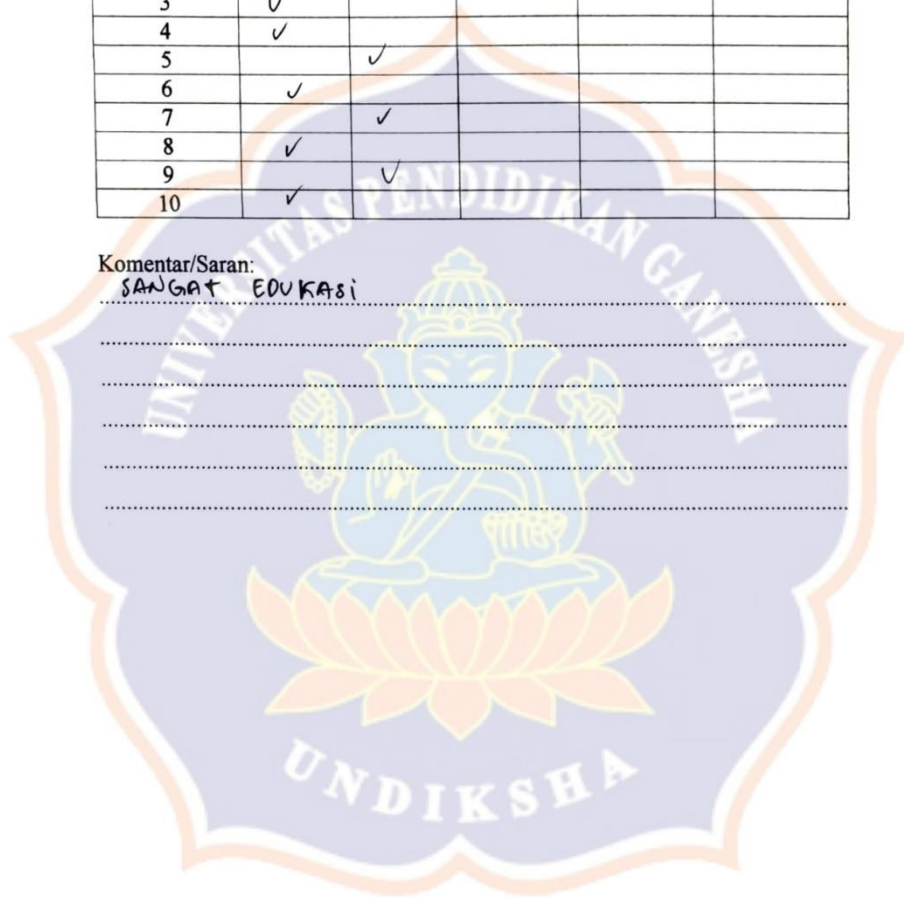 3 ✓
4 ✓
5 ✓
6 ✓
7 ✓
8 ✓
9 ✓
10 ✓
Komentar/Saran:
SANGAT EDUKASi
UNIVERSITAS PENDIDIKAN GANESHA
UNDIKSHA